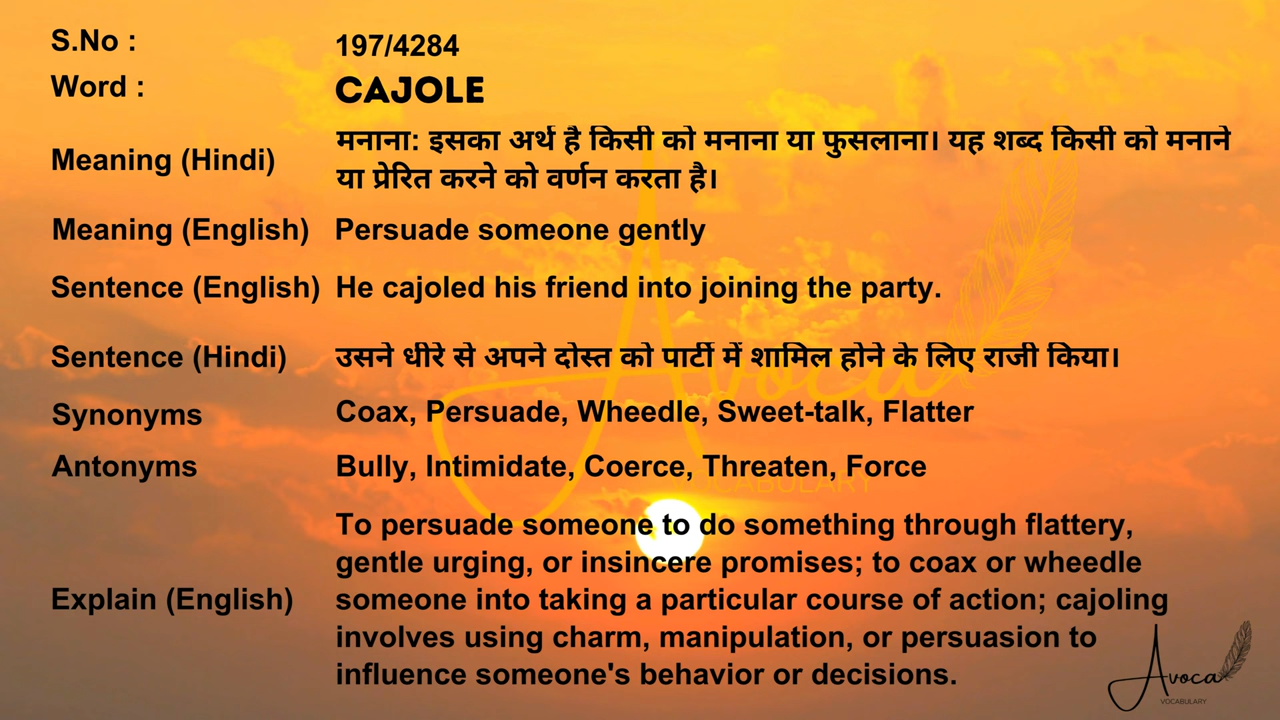 S.No : 197/4284
Word : CAJOLE
Meaning (Hindi) मनाना: इसका अर्थ है किसी को मनाना या फुसलाना। यह शब्द किसी को मनाने
या प्रेरित करने को वर्णन करता है।
Meaning (English) Persuade someone gently
Sentence (English) He cajoled his friend into joining the party.
Sentence (Hindi) उसने धीरे से अपने दोस्त को पार्टी में शामिल होने के लिए राजी किया।
Synonyms Coax, Persuade, Wheedle, Sweet-talk, Flatter
Antonyms Bully, Intimidate, Coerce, Threaten, Force
Explain (English) To persuade someone to do something through flattery,
gentle urging, or insincere promises; to coax or wheedle
someone into taking a particular course of action; cajoling
involves using charm, manipulation, or persuasion to
influence someone's behavior or decisions.
Avoca
VOCABULARY
Avoca
VOCABULARY